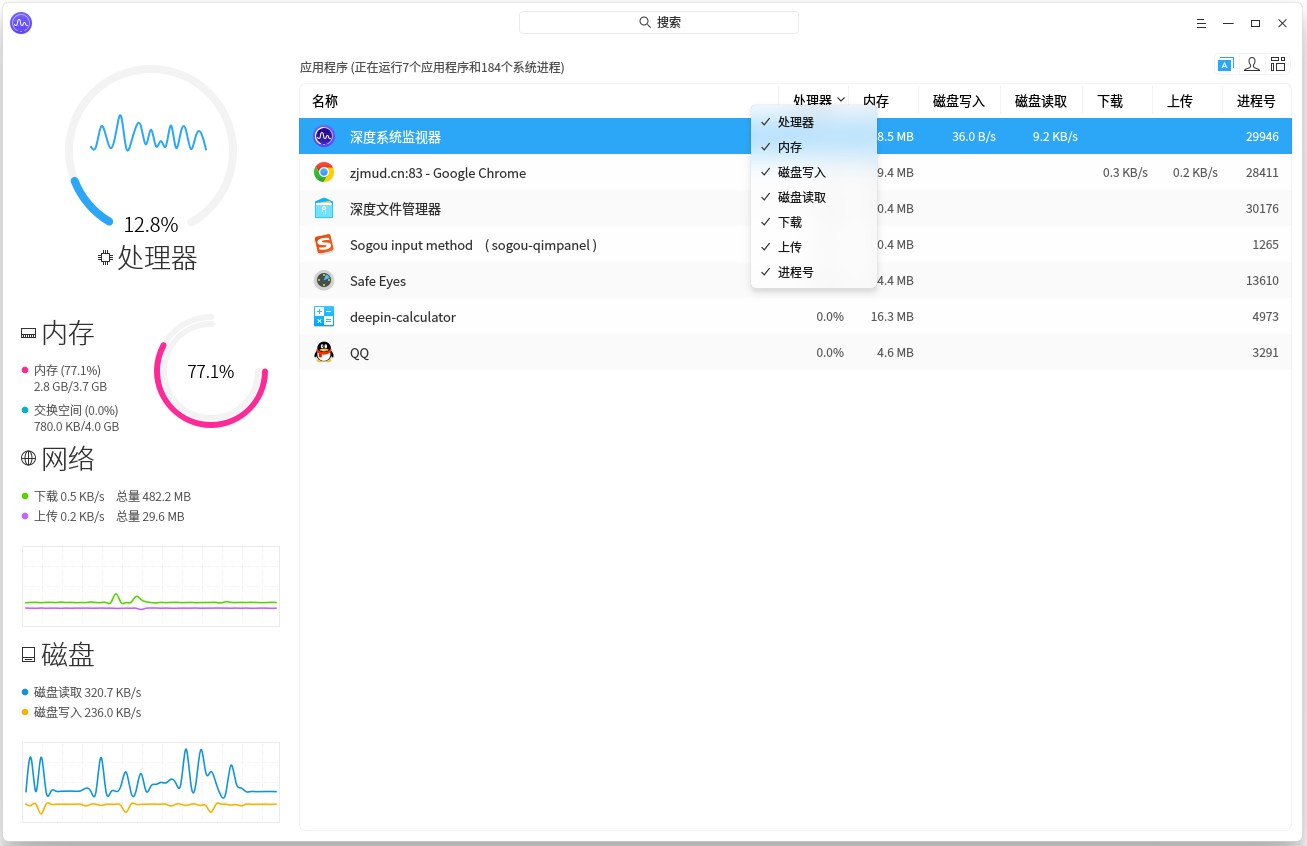 搜索
应用程序 (正在运行7个应用程序和184个系统进程)
名称 处理器 内存 磁盘写入 磁盘读取 下载 上传 进程号
深度系统监视器 8.5 MB 36.0 B/s 9.2 KB/s 29946
zjmud.cn:83 - Google Chrome 9.4 MB 0.3 KB/s 0.2 KB/s 28411
深度文件管理器 0.4 MB 30176
Sogou input method ( sogou-qimpanel ) 0.4 MB 1265
Safe Eyes 4.4 MB 13610
deepin-calculator 0.0% 16.3 MB 4973
QQ 0.0% 4.6 MB 3291
处理器
内存
磁盘写入
磁盘读取
下载
上传
进程号
12.8%
处理器
内存
内存 (77.1%)
2.8 GB/3.7 GB
交换空间 (0.0%)
780.0 KB/4.0 GB
77.1%
网络
下载 0.5 KB/s 总量 482.2 MB
上传 0.2 KB/s 总量 29.6 MB
磁盘
磁盘读取 320.7 KB/s
磁盘写入 236.0 KB/s